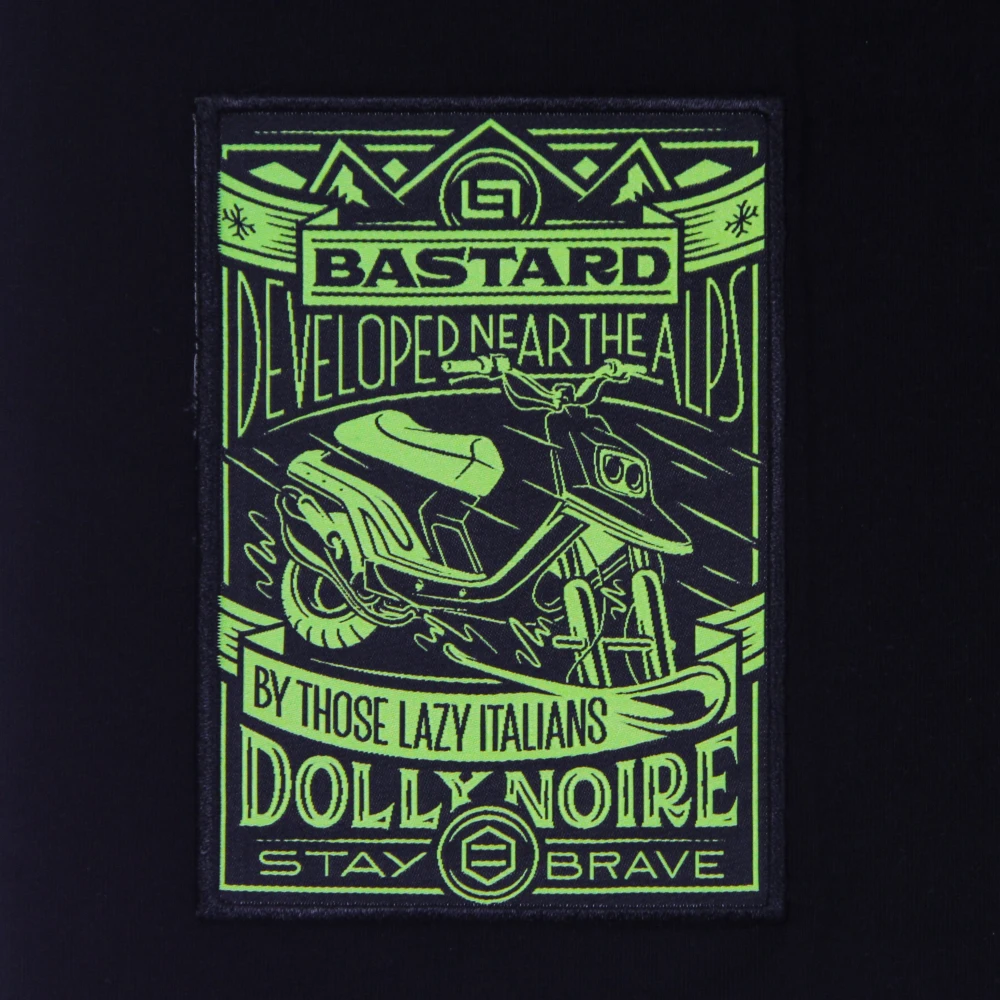 BASTARD
DEVELOPED NEAR THE ALPS
BY THOSE LAZY ITALIANS
DOLLY NOIRE
STAY BRAVE